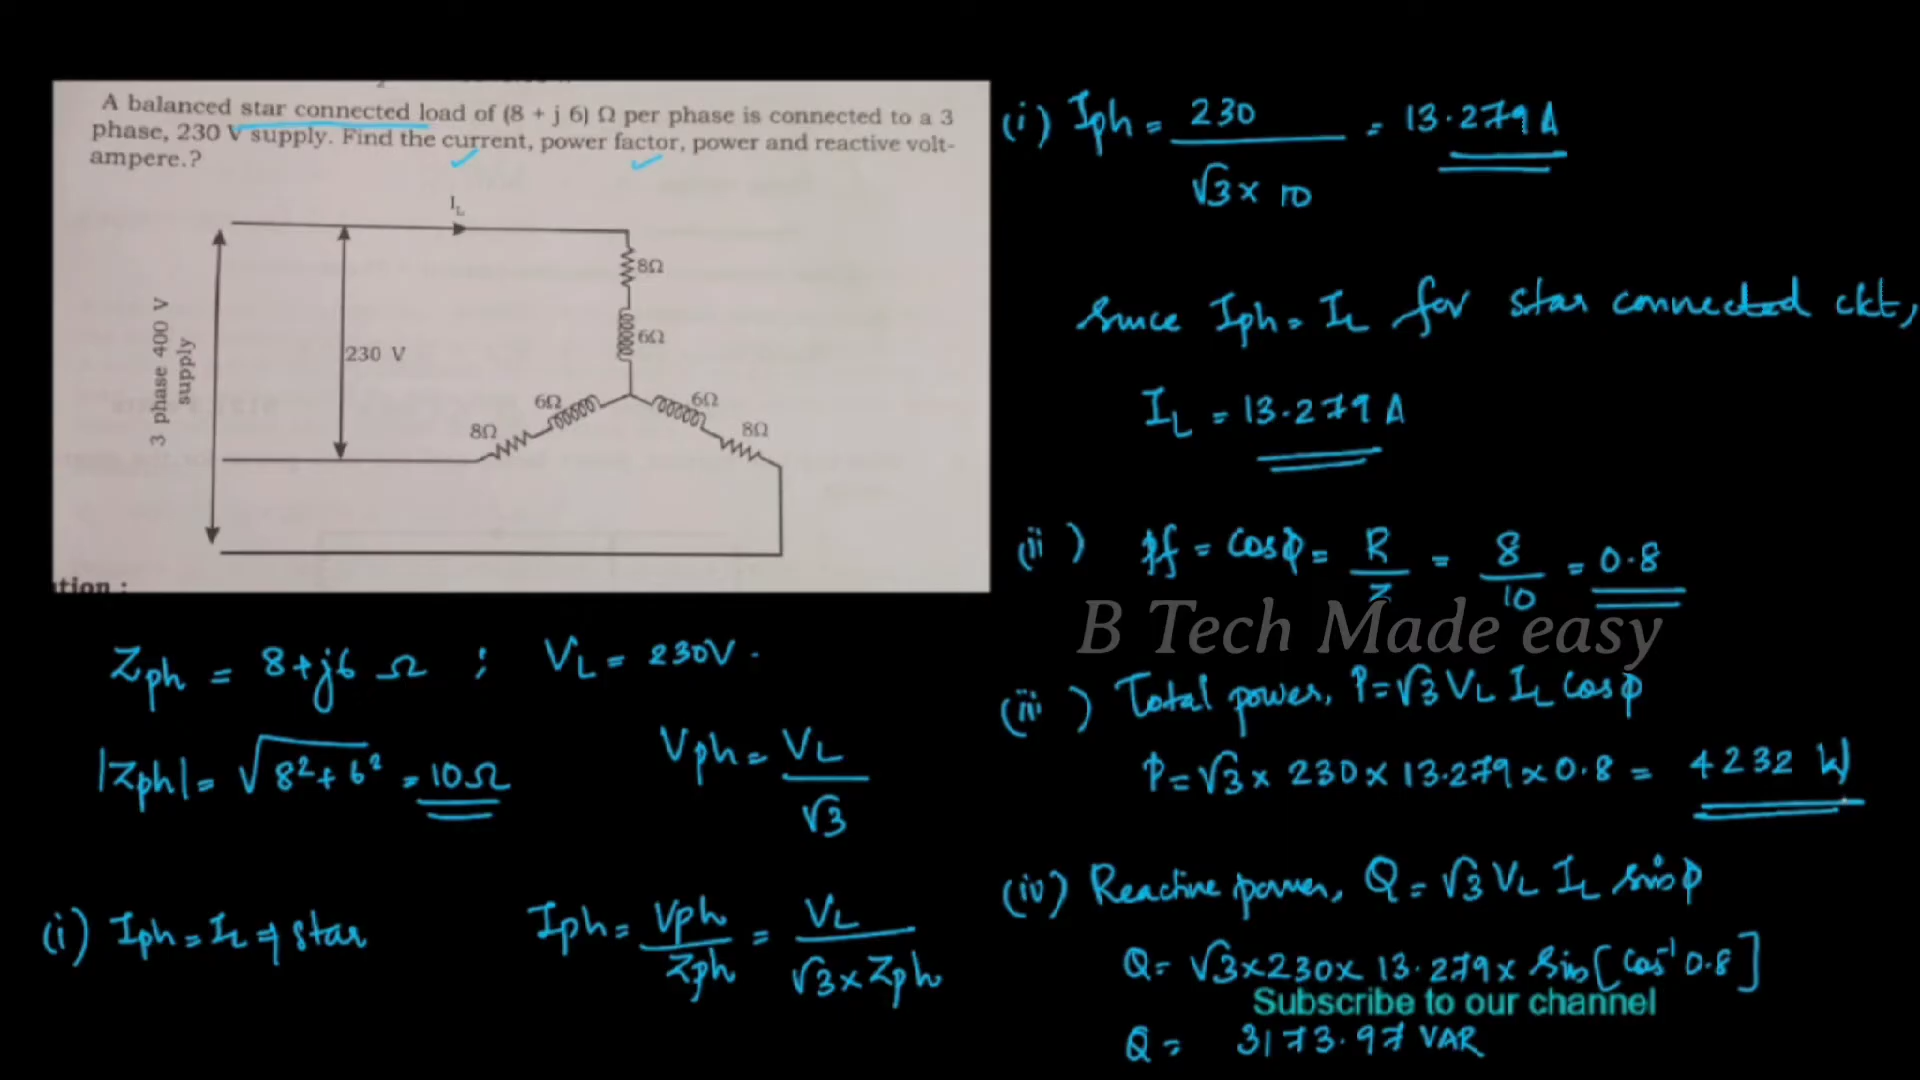 A balanced star connected load of (8 + j 6) Ω per phase is connected to a 3
phase, 230 V supply. Find the current, power factor, power and reactive volt-
ampere.?
I_L
8Ω
6Ω
3 phase 400 V
supply
230 V
6Ω
6Ω
8Ω
8Ω
tion :
Zph = 8+j6 Ω ; VL = 230V.
|Zph| = √8²+6² = 10Ω
Vph = VL/√3
(i) Iph = IL ⇒ star
Iph = Vph/Zph = VL/√3×Zph
(i) Iph = 230/√3× 10 = 13.279A
Since Iph = IL for star connected ckt,
IL = 13.279 A
(ii) pf = cosϕ = R/Z = 8/10 = 0.8
B Tech Made easy
(iii) Total power, P=√3 VL IL cosϕ
P=√3× 230× 13.279×0.8 = 4232 W
(iv) Reactive power, Q = √3 VL IL sinϕ
Q= √3×230× 13.279× sin[cos⁻¹ 0.8]
Subscribe to our channel
Q = 3173.97 VAR